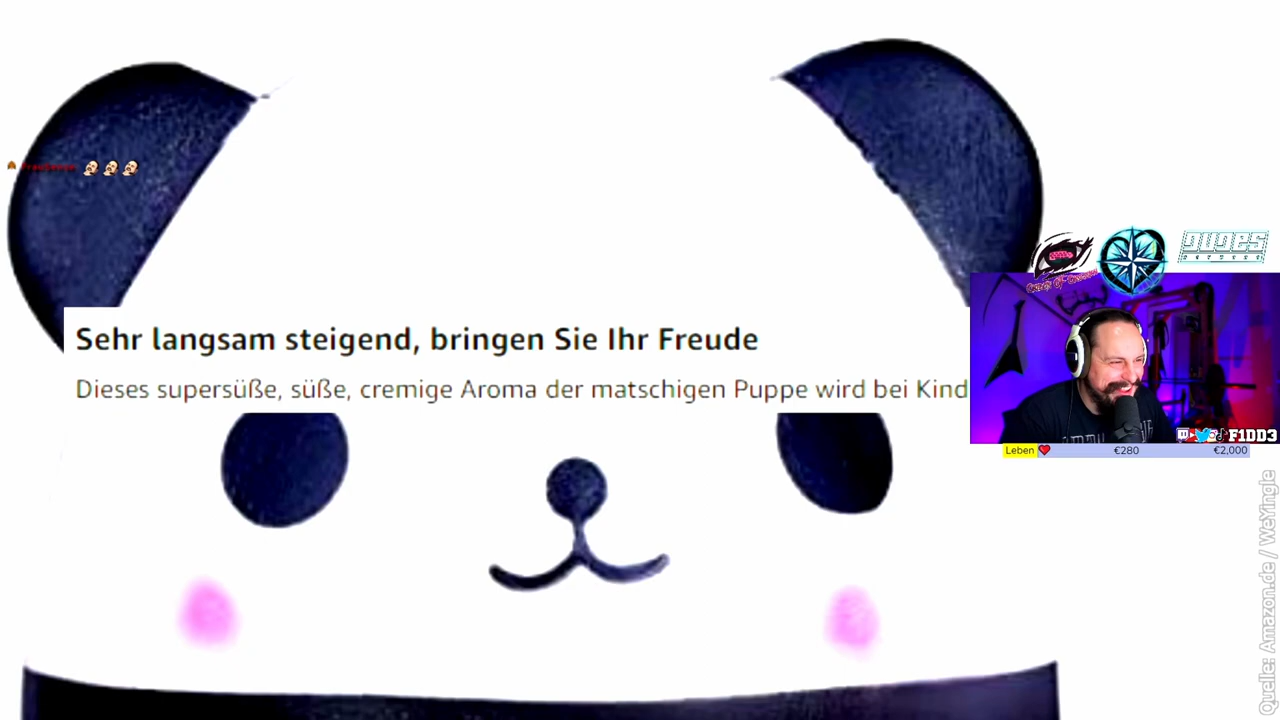 Sehr langsam steigend, bringen Sie Ihr Freude
Dieses supersüße, süße, cremige Aroma der matschigen Puppe wird bei Kind
DUDES
F1DD3
Leben
€280
€2,000
Quelle: Amazon.de / WeYingle